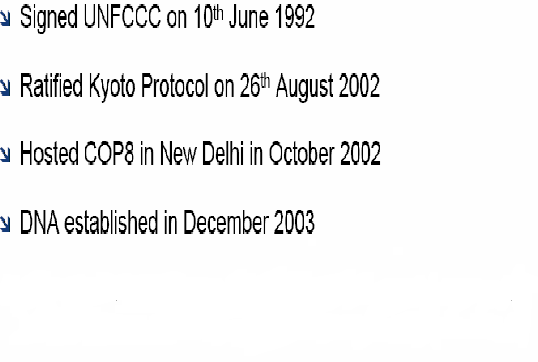 Signed UNFCCC on 10th June 1992
Ratified Kyoto Protocol on 26th August 2002
Hosted COP8 in New Delhi in October 2002
DNA established in December 2003